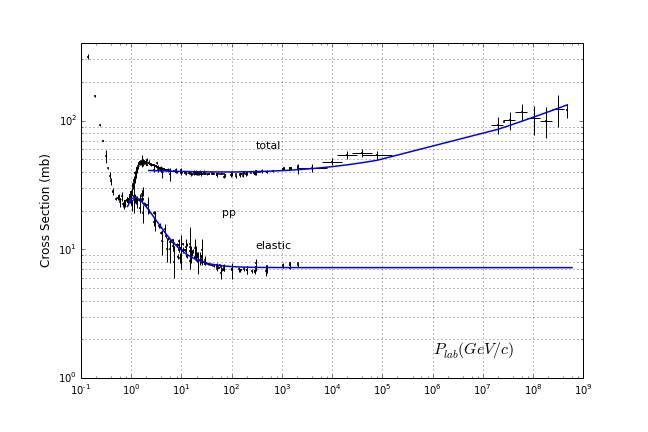 10²
10¹
10⁰
Cross Section (mb)
total
pp
elastic
P_lab(GeV/c)
10⁻¹ 10⁰ 10¹ 10² 10³ 10⁴ 10⁵ 10⁶ 10⁷ 10⁸ 10⁹